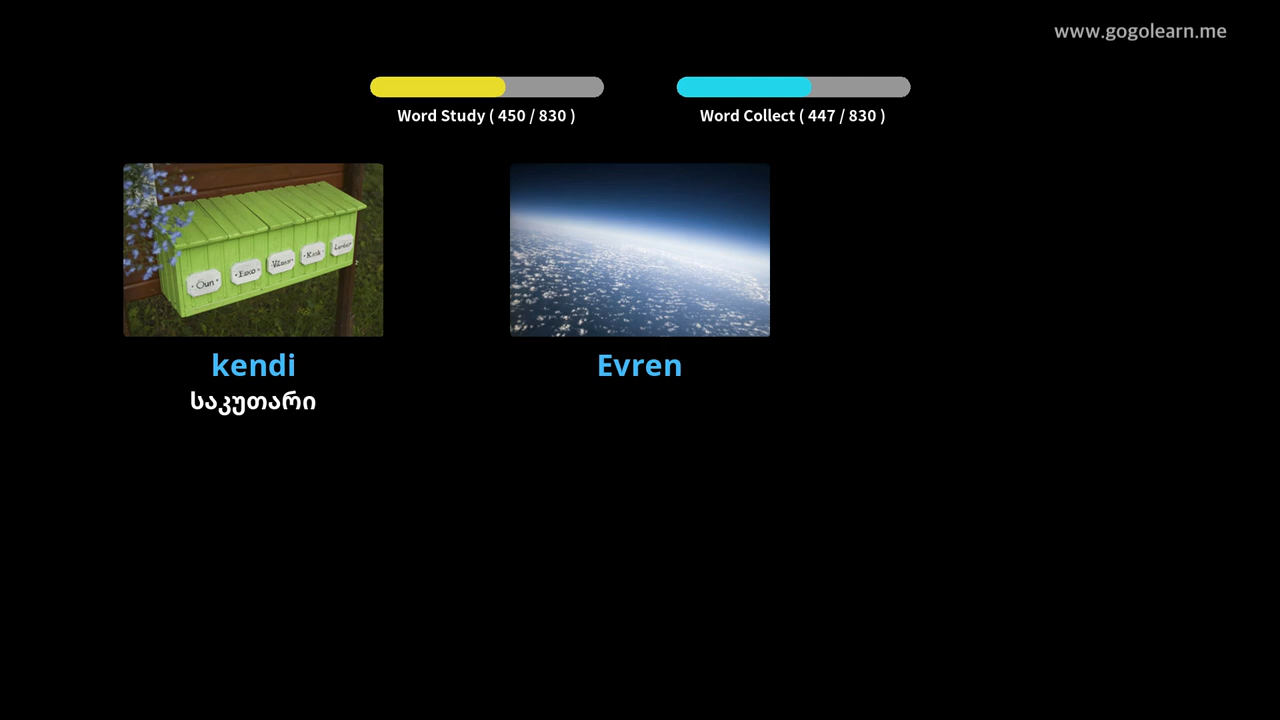 www.gogolearn.me
Word Study ( 450 / 830 )
Word Collect ( 447 / 830 )
kendi
საკუთარი
Evren